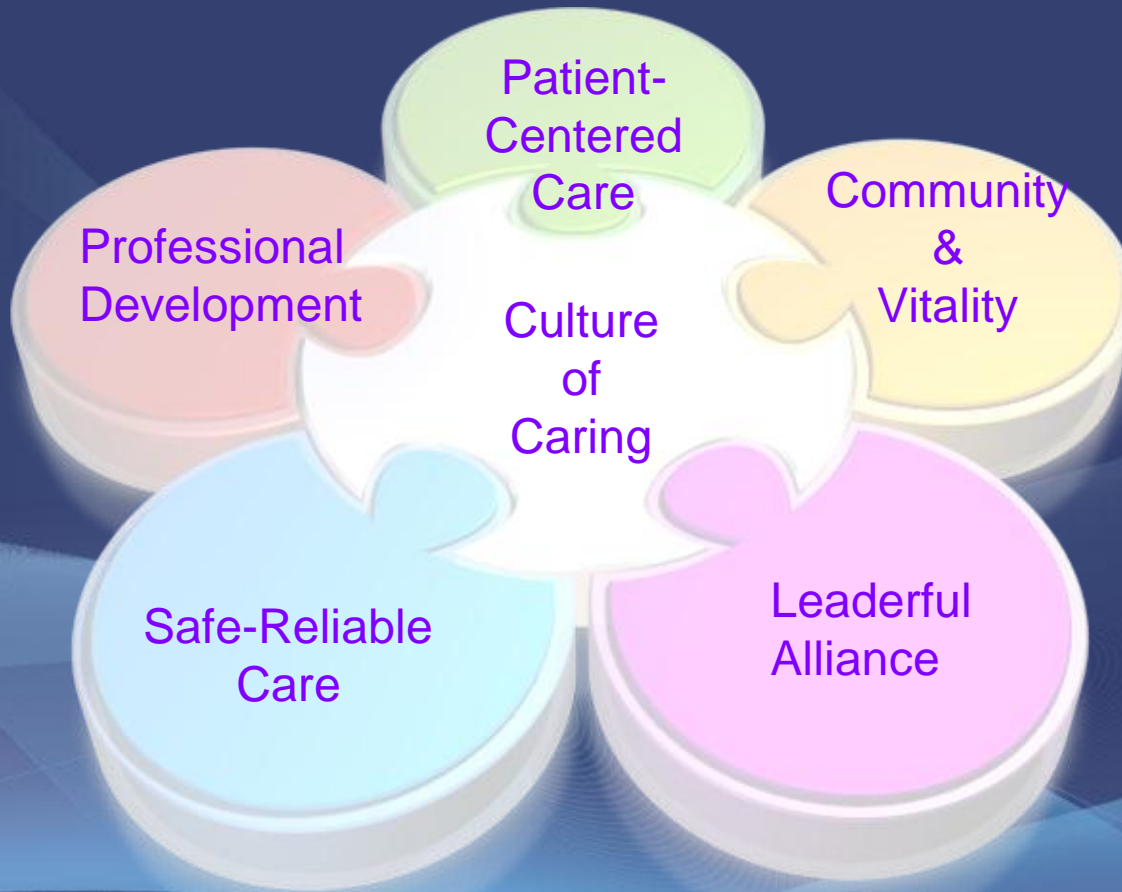 Patient-
Centered
Care
Community
&
Vitality
Professional
Development
Culture
of
Caring
Safe-Reliable
Care
Leaderful
Alliance